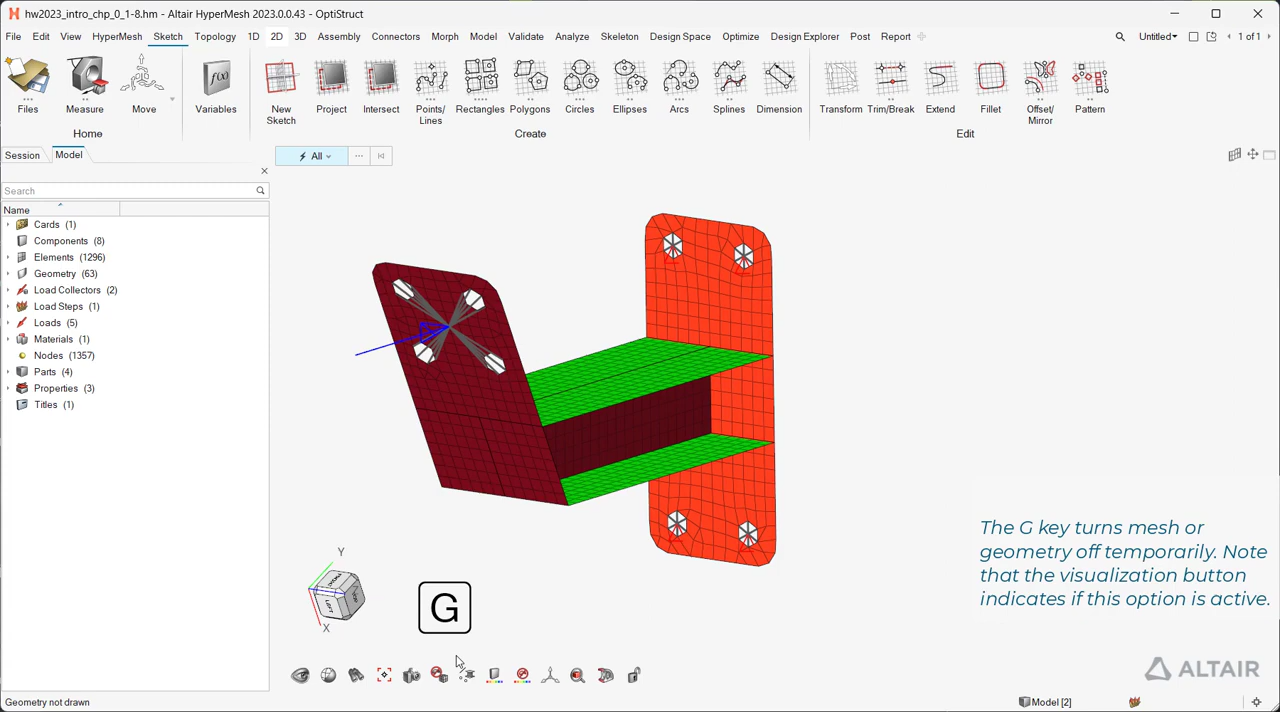 hw2023_intro_chp_0_1-8.hm - Altair HyperMesh 2023.0.0.43 - OptiStruct
File Edit View HyperMesh Sketch Topology 1D 2D 3D Assembly Connectors Morph Model Validate Analyze Skeleton Design Space Optimize Design Explorer Post Report Untitled 1 of 1
Files Measure Move Variables New Sketch Project Intersect Points/Lines Rectangles Polygons Circles Ellipses Arcs Splines Dimension Transform Trim/Break Extend Fillet Offset/Mirror Pattern
f(x)
Home Create Edit
Session Model
All
Search
Name
Cards (1)
Components (8)
Elements (1296)
Geometry (63)
Load Collectors (2)
Load Steps (1)
Loads (5)
Materials (1)
Nodes (1357)
Parts (4)
Properties (3)
Titles (1)
The G key turns mesh or
geometry off temporarily. Note
that the visualization button
indicates if this option is active.
Y
LEFT
X
G
ALTAIR
Geometry not drawn
Model [2]